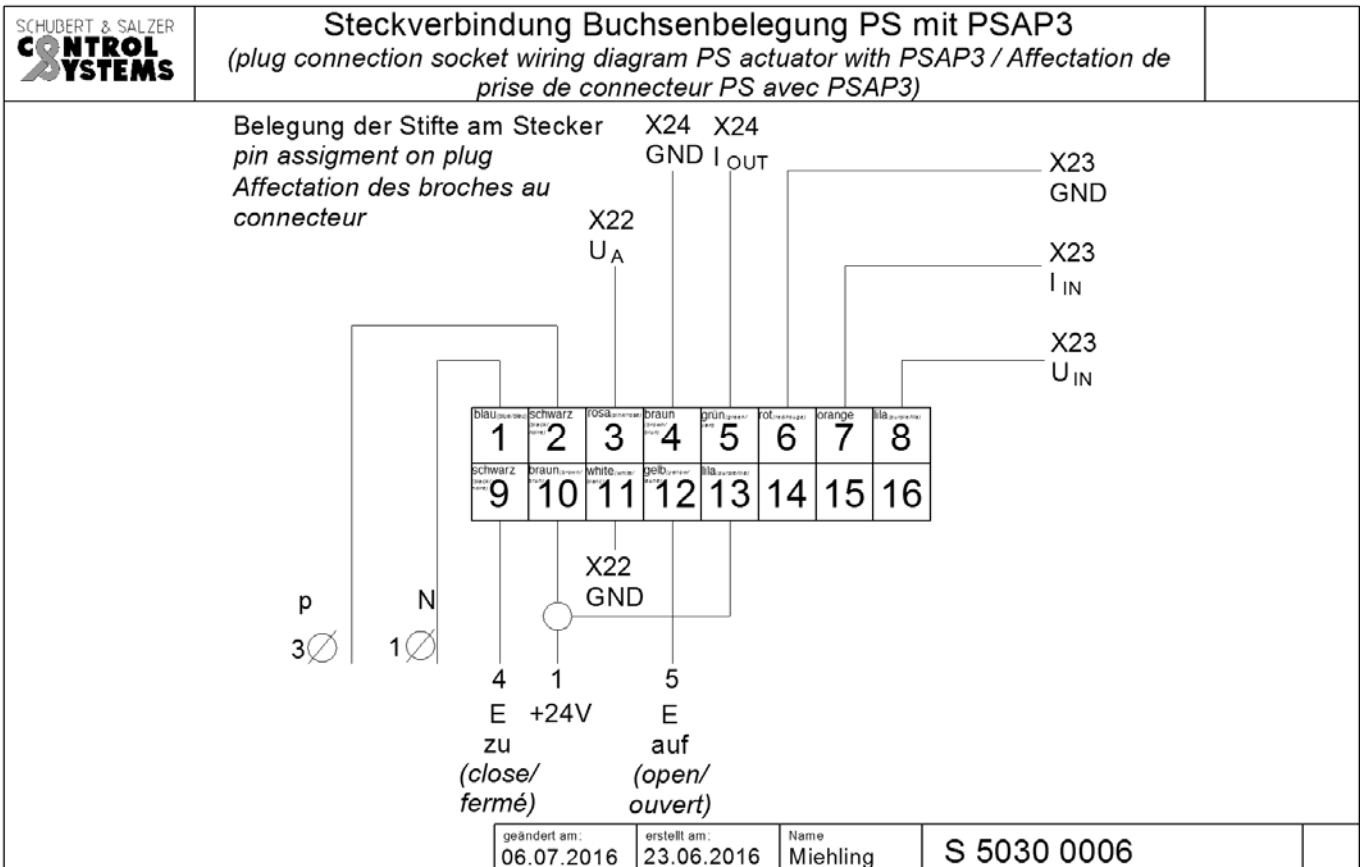 SCHUBERT & SALZER
CONTROL
SYSTEMS
Steckverbindung Buchsenbelegung PS mit PSAP3
(plug connection socket wiring diagram PS actuator with PSAP3 / Affectation de
prise de connecteur PS avec PSAP3)
Belegung der Stifte am Stecker
pin assigment on plug
Affectation des broches au
connecteur
X24 X24
GND I OUT
X23
GND
X22
U A
X23
I IN
X23
U IN
blau schwarz rosa braun grün rot orange lila
1 2 3 4 5 6 7 8
schwarz braun white gelb lila
9 10 11 12 13 14 15 16
X22
GND
p N
3 1
4 1 5
E +24V E
zu auf
(close/ (open/
fermé) ouvert)
geändert am: erstellt am: Name
06.07.2016 23.06.2016 Miehling S 5030 0006